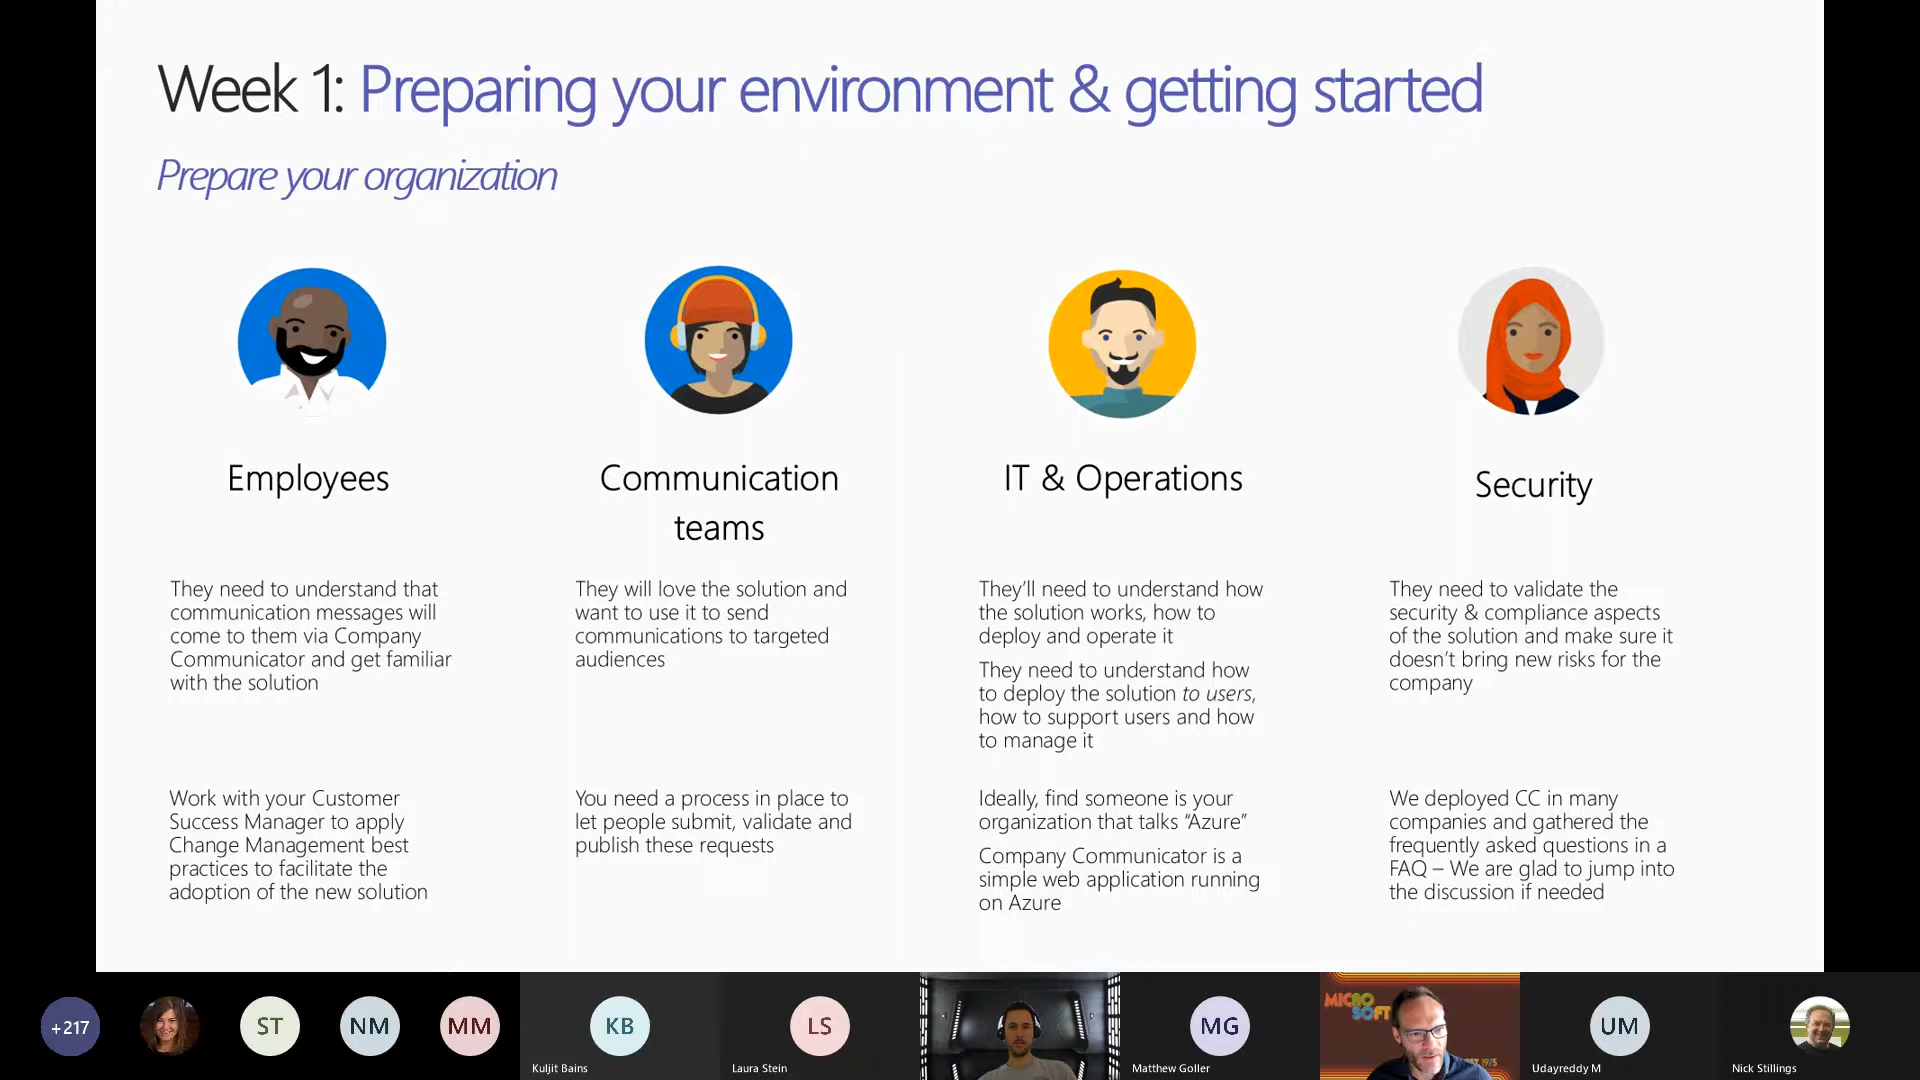 Week 1: Preparing your environment & getting started
Prepare your organization
Employees
They need to understand that
communication messages will
come to them via Company
Communicator and get familiar
with the solution
Work with your Customer
Success Manager to apply
Change Management best
practices to facilitate the
adoption of the new solution
Communication
teams
They will love the solution and
want to use it to send
communications to targeted
audiences
You need a process in place to
let people submit, validate and
publish these requests
IT & Operations
They'll need to understand how
the solution works, how to
deploy and operate it
They need to understand how
to deploy the solution to users,
how to support users and how
to manage it
Ideally, find someone is your
organization that talks “Azure”
Company Communicator is a
simple web application running
on Azure
Security
They need to validate the
security & compliance aspects
of the solution and make sure it
doesn't bring new risks for the
company
We deployed CC in many
companies and gathered the
frequently asked questions in a
FAQ – We are glad to jump into
the discussion if needed
+217
ST
NM
MM
KB
Kuljit Bains
LS
Laura Stein
MG
Matthew Goller
MICRO
SOFT
1975
UM
Udayreddy M
Nick Stillings